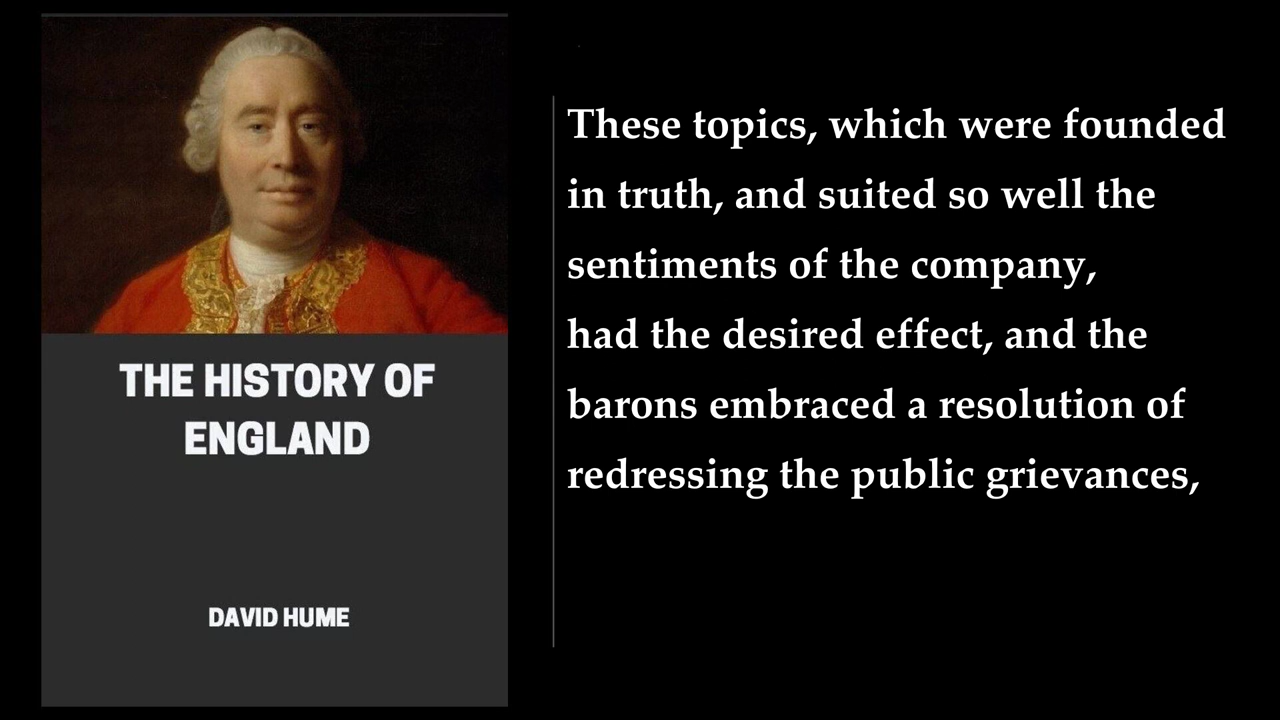 THE HISTORY OF
ENGLAND
DAVID HUME
These topics, which were founded
in truth, and suited so well the
sentiments of the company,
had the desired effect, and the
barons embraced a resolution of
redressing the public grievances,